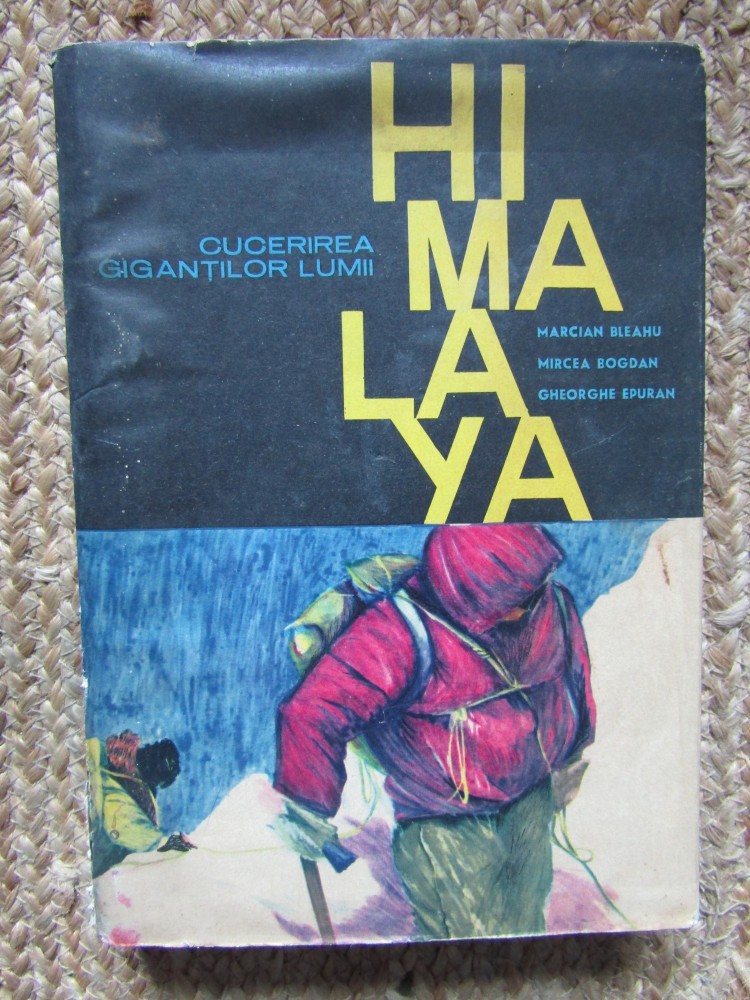 HI
MA
LA
YA
CUCERIREA
GIGANȚILOR LUMII
MARCIAN BLEAHU
MIRCEA BOGDAN
GHEORGHE EPURAN